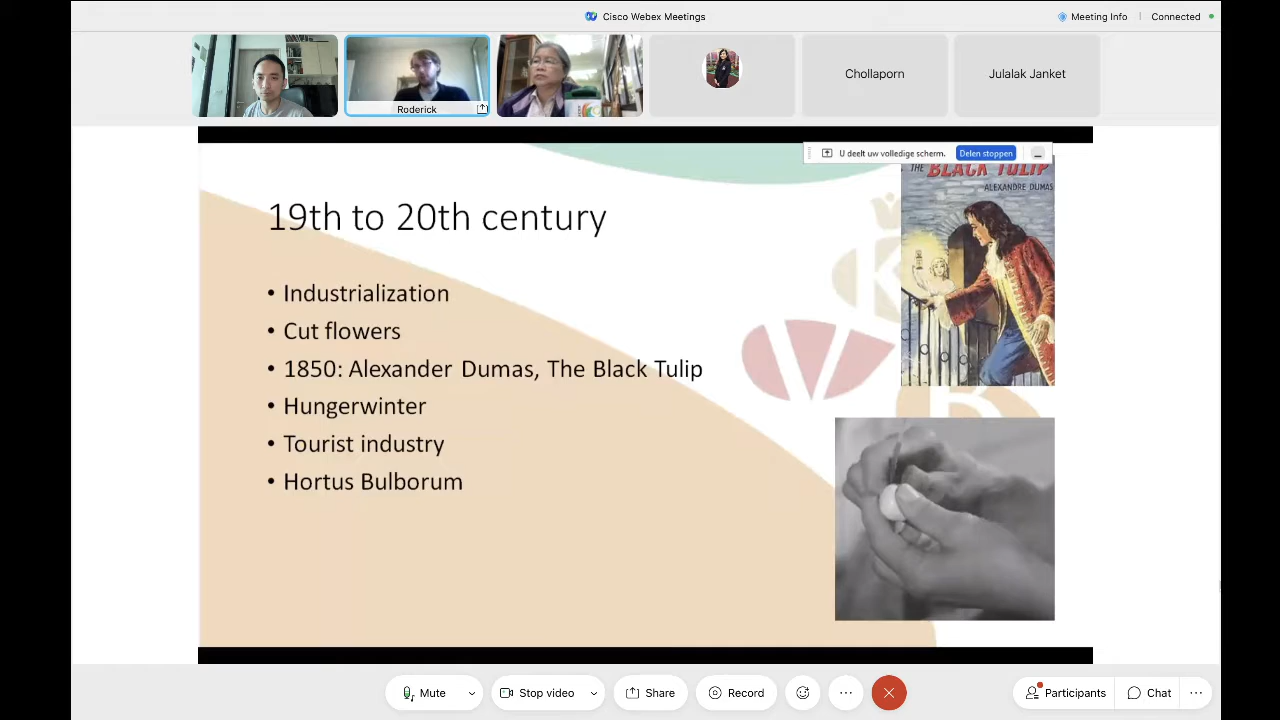 Cisco Webex Meetings
Meeting Info
Connected
Roderick
Chollaporn
Julalak Janket
U deelt uw volledige scherm.
Delen stoppen
THE BLACK TULIP
ALEXANDRE DUMAS
19th to 20th century
• Industrialization
• Cut flowers
• 1850: Alexander Dumas, The Black Tulip
• Hungerwinter
• Tourist industry
• Hortus Bulborum
K
V
B
Mute
Stop video
Share
Record
Participants
Chat